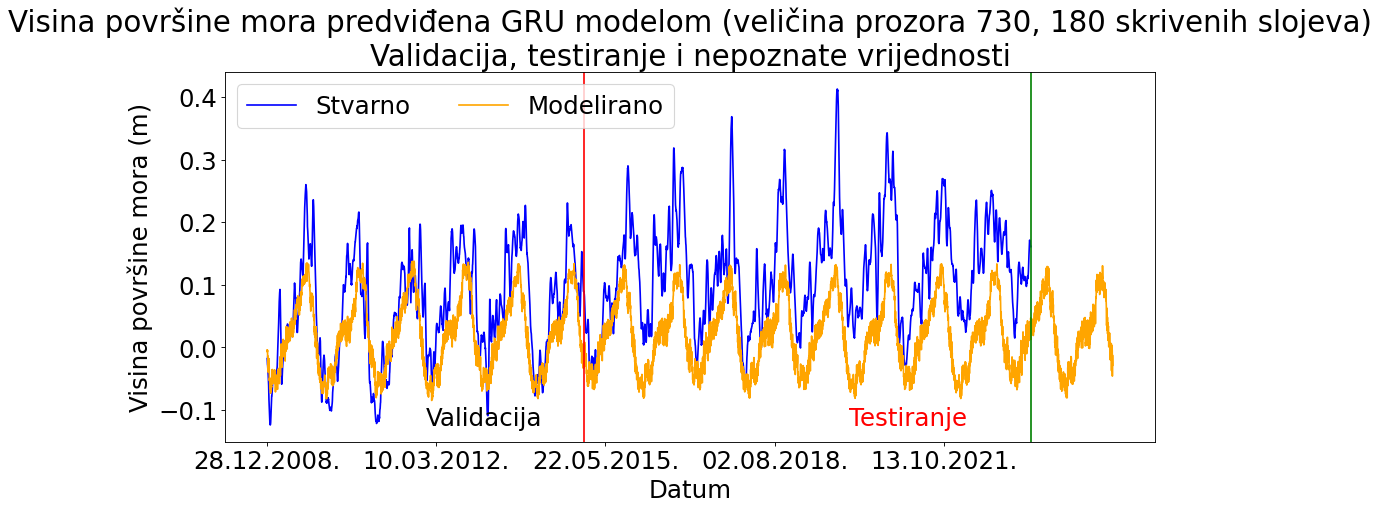 Visina površine mora predviđena GRU modelom (veličina prozora 730, 180 skrivenih slojeva)
Validacija, testiranje i nepoznate vrijednosti
Stvarno
Modelirano
Visina površine mora (m)
0.4
0.3
0.2
0.1
0.0
−0.1
Validacija
Testiranje
28.12.2008.
10.03.2012.
22.05.2015.
02.08.2018.
13.10.2021.
Datum